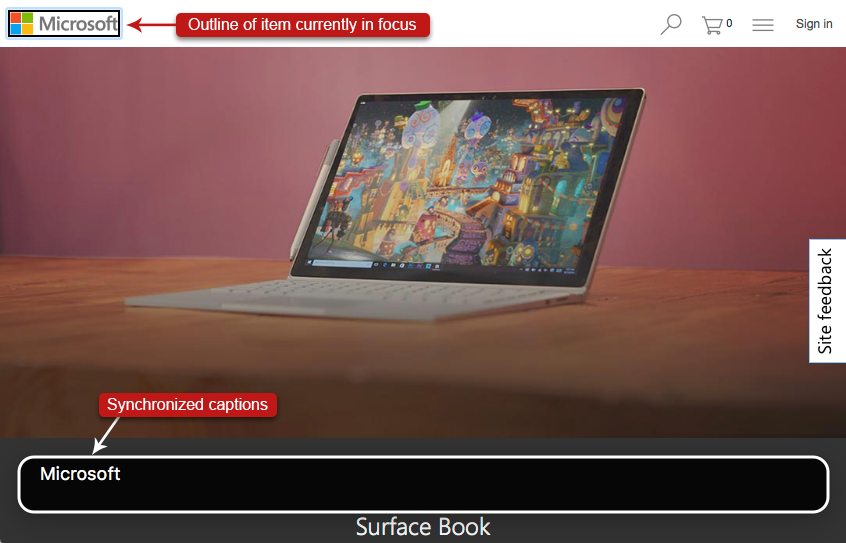 Microsoft
Outline of item currently in focus
0
Sign in
Site feedback
Synchronized captions
Microsoft
Surface Book